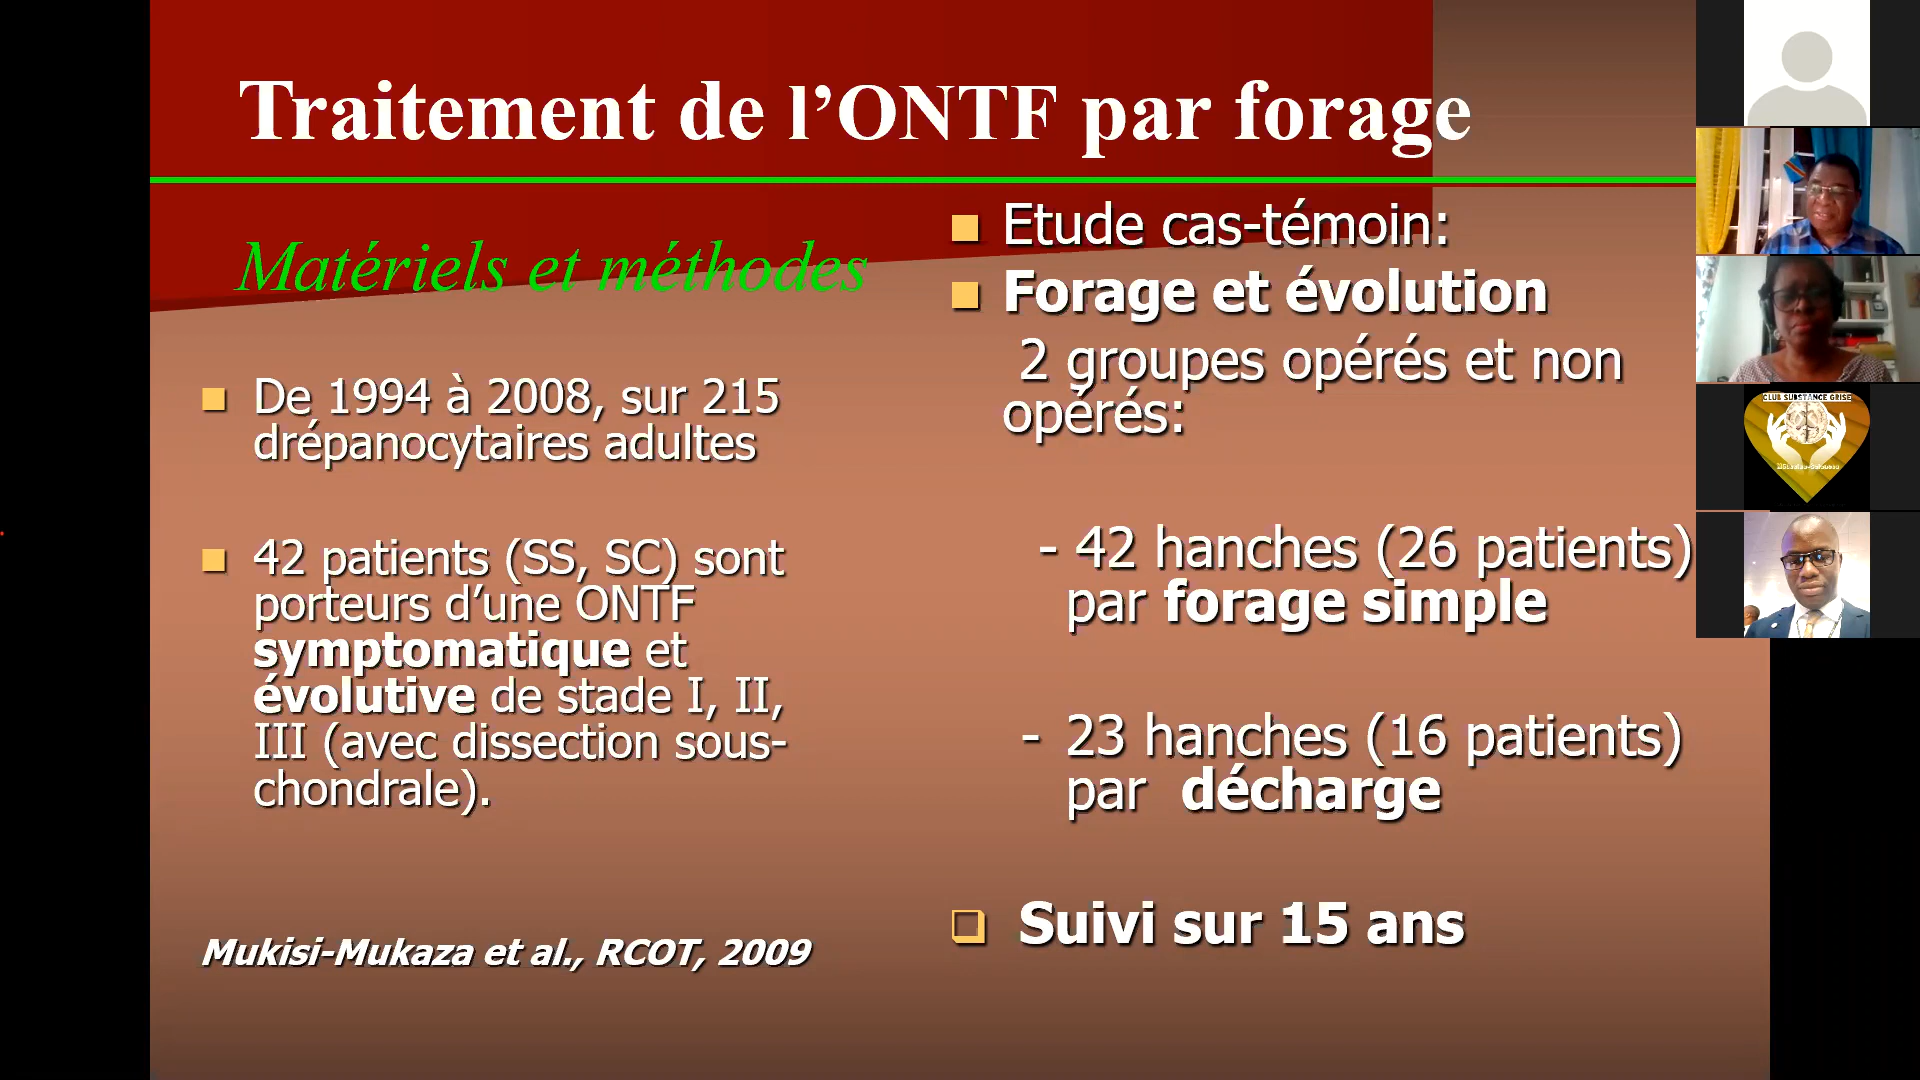 Traitement de l’ONTF par forage
Matériels et méthodes
De 1994 à 2008, sur 215
drépanocytaires adultes
42 patients (SS, SC) sont
porteurs d’une ONTF
symptomatique et
évolutive de stade I, II,
III (avec dissection sous-
chondrale).
Mukisi-Mukaza et al., RCOT, 2009
Etude cas-témoin:
Forage et évolution
2 groupes opérés et non
opérés:
- 42 hanches (26 patients)
par forage simple
- 23 hanches (16 patients)
par décharge
Suivi sur 15 ans
CLUB SUBSTANCE GRISE